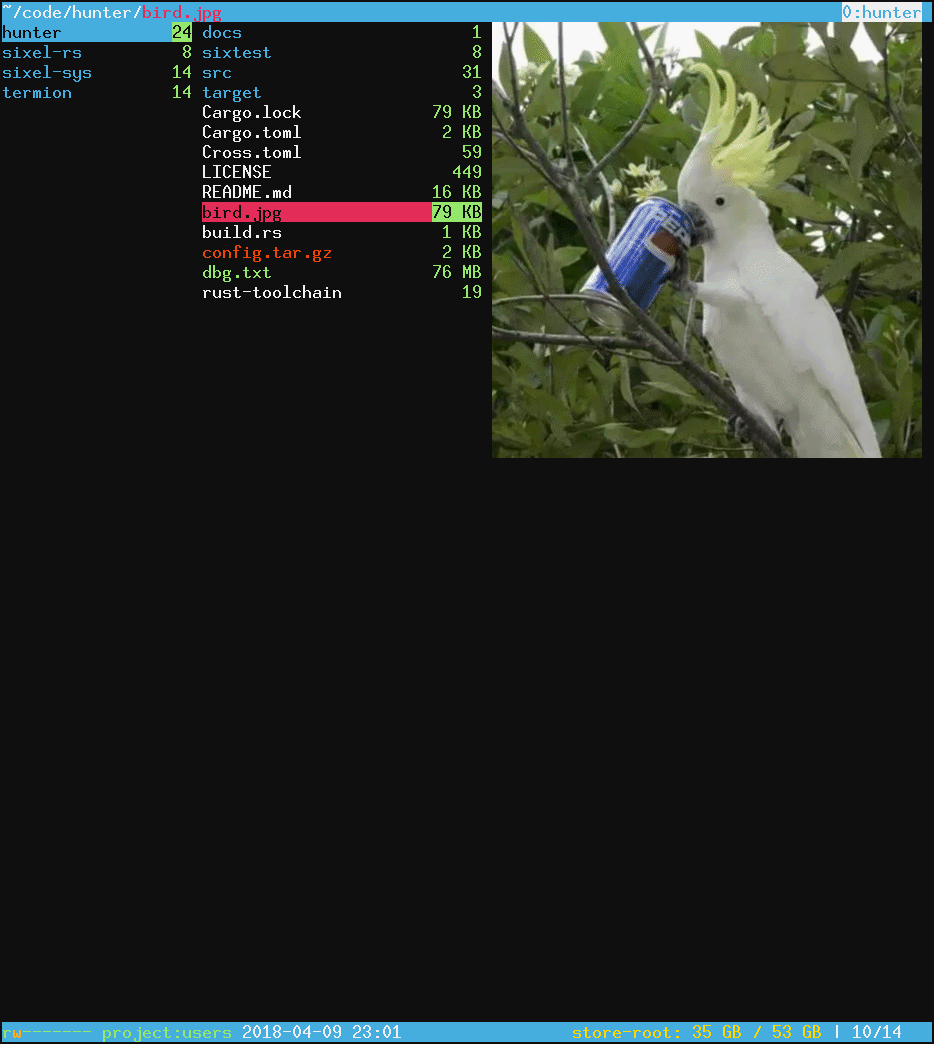 ~/code/hunter/bird.jpg 0:hunter
hunter 24 docs 1
sixel-rs 8 sixtest 8
sixel-sys 14 src 31
termion 14 target 3
Cargo.lock 79 KB
Cargo.toml 2 KB
Cross.toml 59
LICENSE 449
README.md 16 KB
bird.jpg 79 KB
build.rs 1 KB
config.tar.gz 2 KB
dbg.txt 76 MB
rust-toolchain 19
PEP
rw------- project:users 2018-04-09 23:01 store-root: 35 GB / 53 GB | 10/14